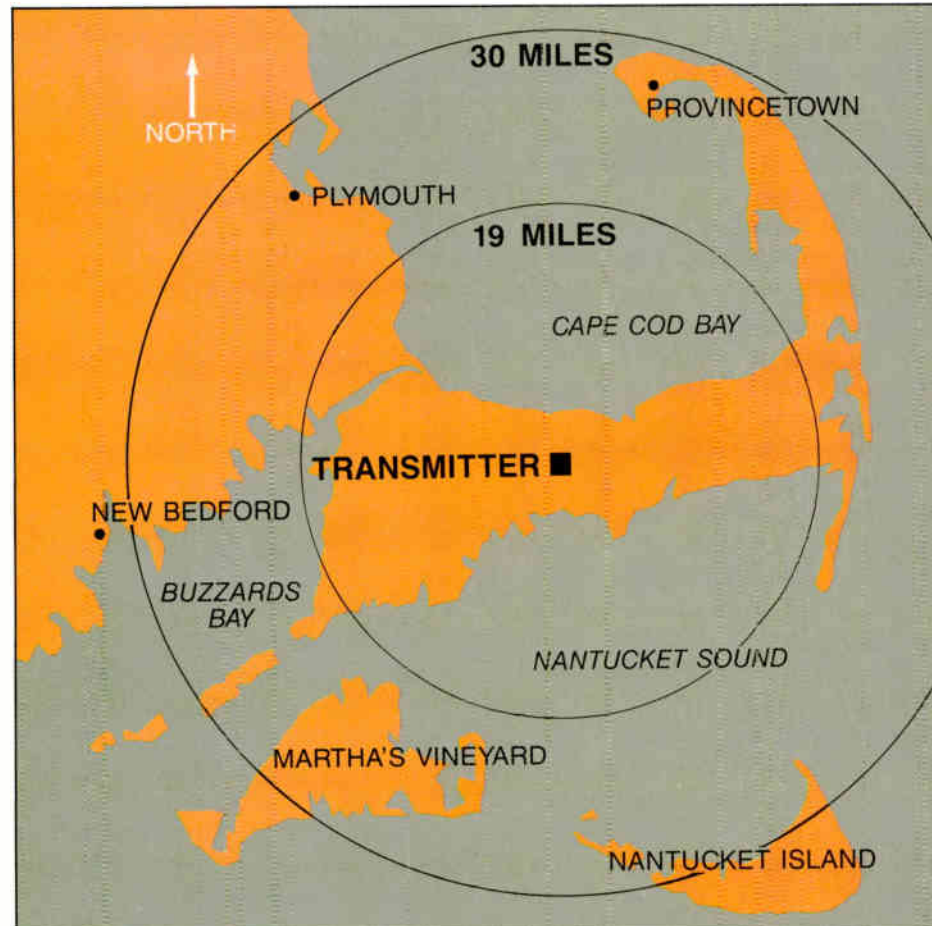 30 MILES
PROVINCETOWN
NORTH
PLYMOUTH
19 MILES
CAPE COD BAY
TRANSMITTER
NEW BEDFORD
BUZZARDS
BAY
NANTUCKET SOUND
MARTHA'S VINEYARD
NANTUCKET ISLAND